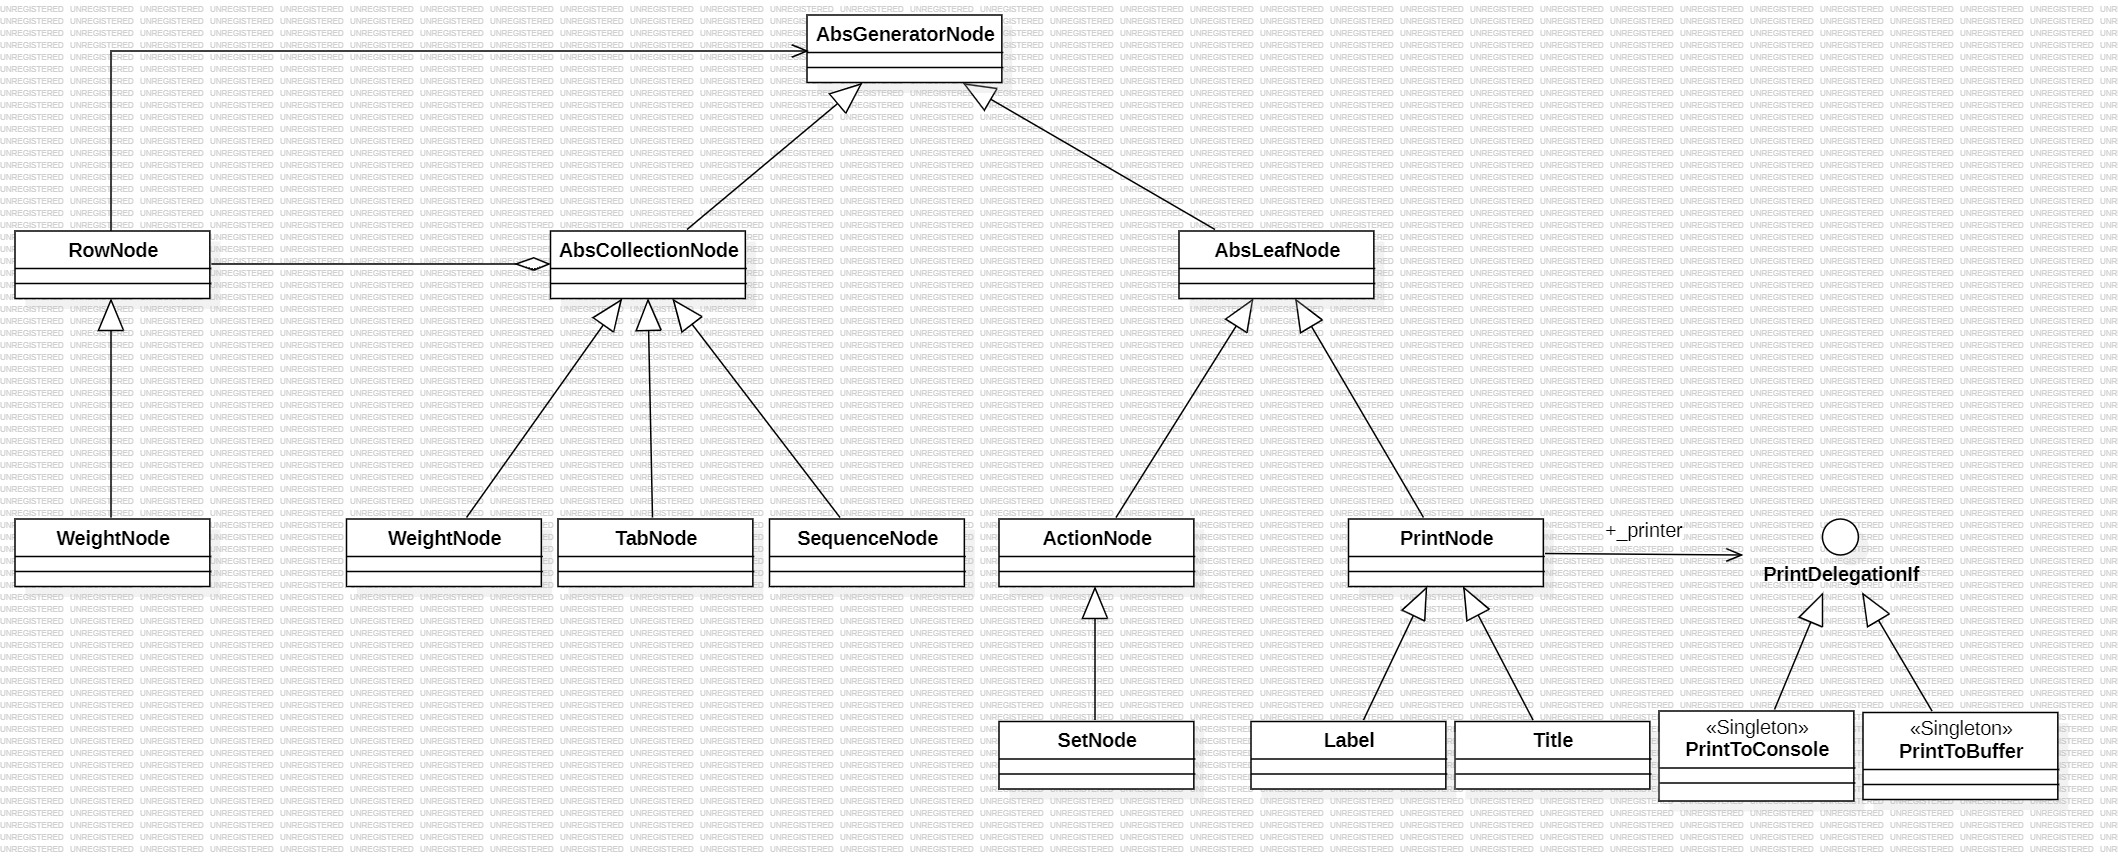 AbsGeneratorNode
RowNode
AbsCollectionNode
AbsLeafNode
WeightNode
WeightNode
TabNode
SequenceNode
ActionNode
PrintNode
+_printer
PrintDelegationIf
SetNode
Label
Title
«Singleton»
PrintToConsole
«Singleton»
PrintToBuffer
UNREGISTERED